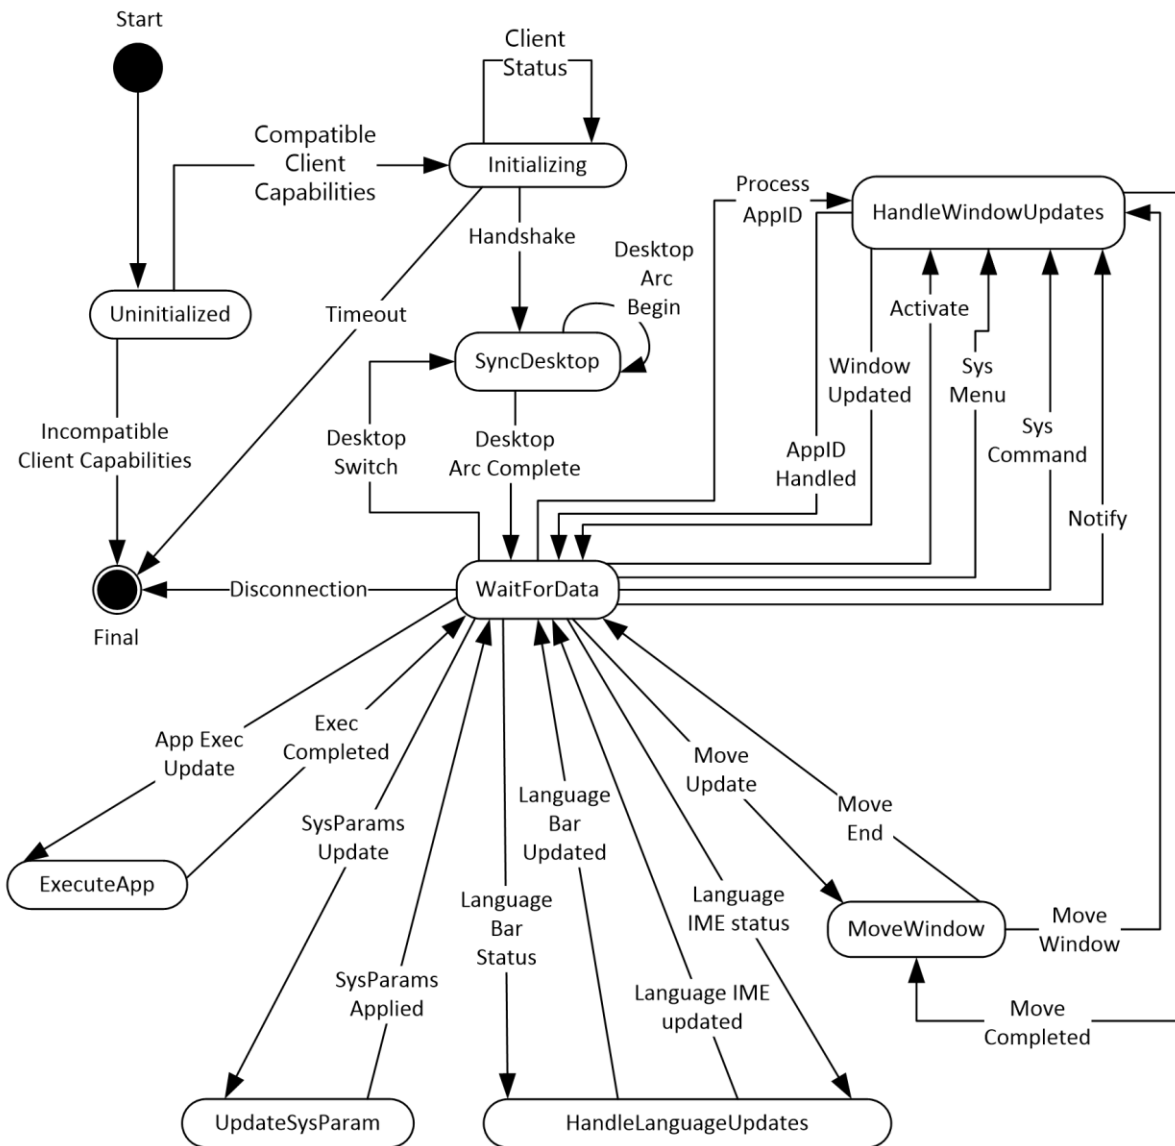 Start
Client
Status
Compatible
Client
Capabilities
Initializing
Process
AppID
HandleWindowUpdates
Handshake
Desktop
Arc
Begin
Uninitialized
Timeout
Activate
SyncDesktop
Window
Updated
Sys
Menu
Incompatible
Client Capabilities
Desktop
Switch
Desktop
Arc Complete
AppID
Handled
Sys
Command
Notify
Disconnection
WaitForData
Final
App Exec
Update
Exec
Completed
Move
Update
SysParams
Update
Language
Bar
Updated
Move
End
ExecuteApp
Language
Bar
Status
Language
IME status
MoveWindow
Move
Window
SysParams
Applied
Language IME
updated
Move
Completed
UpdateSysParam
HandleLanguageUpdates